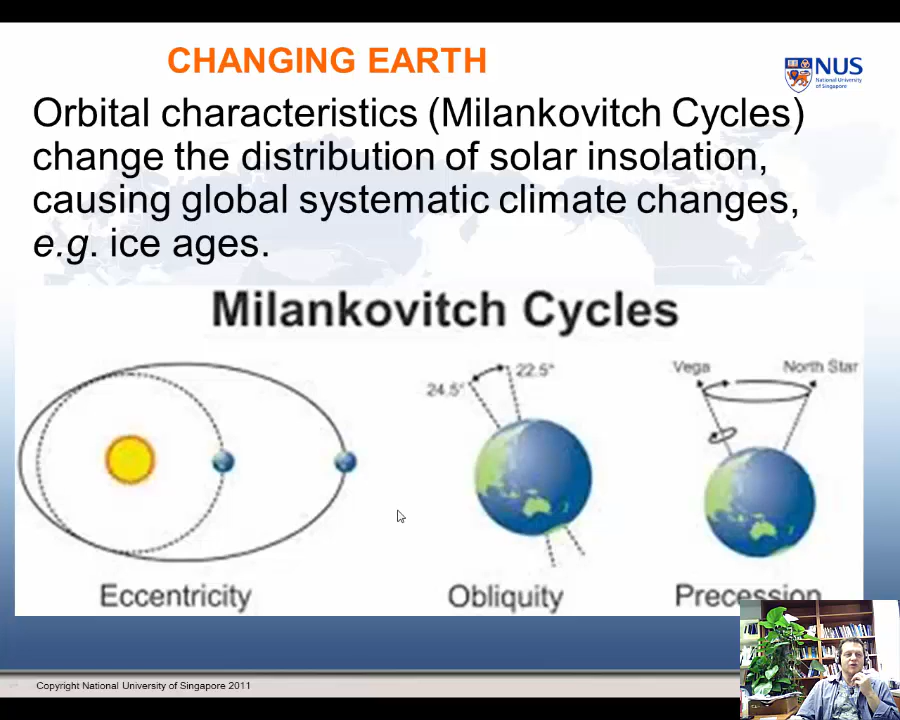 CHANGING EARTH
NUS
National University
of Singapore
Orbital characteristics (Milankovitch Cycles)
change the distribution of solar insolation,
causing global systematic climate changes,
e.g. ice ages.
Milankovitch Cycles
24.5° 22.5°
Vega North Star
Eccentricity Obliquity Precession
Copyright National University of Singapore 2011